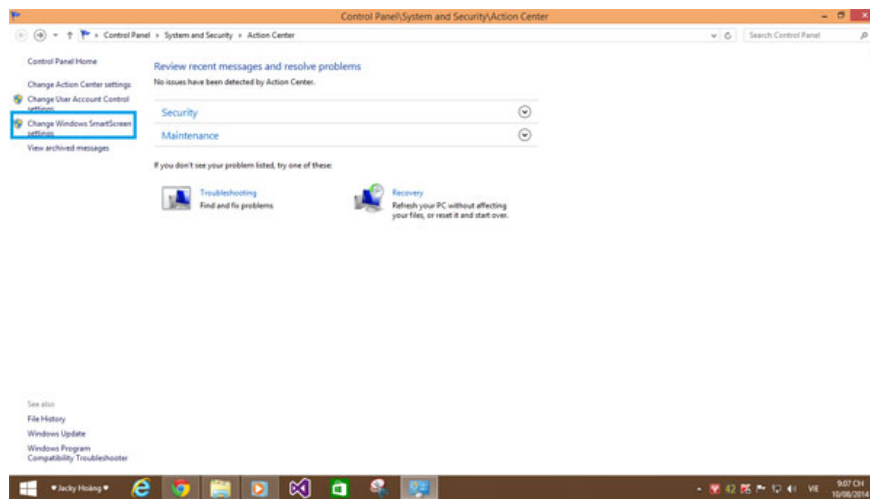 Control Panel\System and Security\Action Center
Control Panel System and Security Action Center
Search Control Panel
Control Panel Home
Change Action Center settings
Change User Account Control
settings
Change Windows SmartScreen
settings
View archived messages
Review recent messages and resolve problems
No issues have been detected by Action Center.
Security
Maintenance
If you don't see your problem listed, try one of these:
Troubleshooting
Find and fix problems
Recovery
Refresh your PC without affecting
your files, or reset it and start over.
See also
File History
Windows Update
Windows Program
Compatibility Troubleshooter
♥Jacky Hoàng♥
42
VIE
9:07 CH
10/08/2014